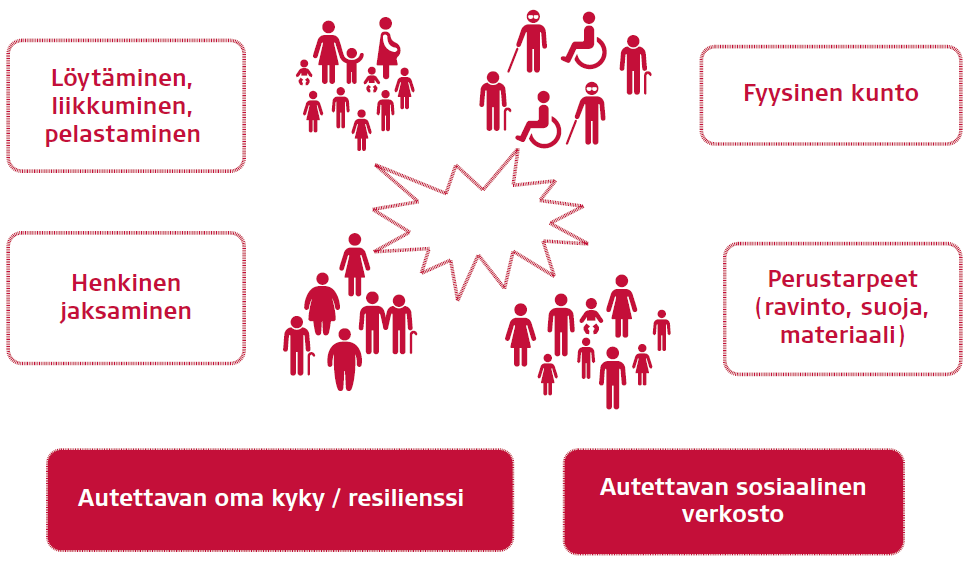 Löytäminen,
liikkuminen,
pelastaminen
Fyysinen kunto
Henkinen
jaksaminen
Perustarpeet
(ravinto, suoja,
materiaali)
Autettavan oma kyky / resilienssi
Autettavan sosiaalinen
verkosto